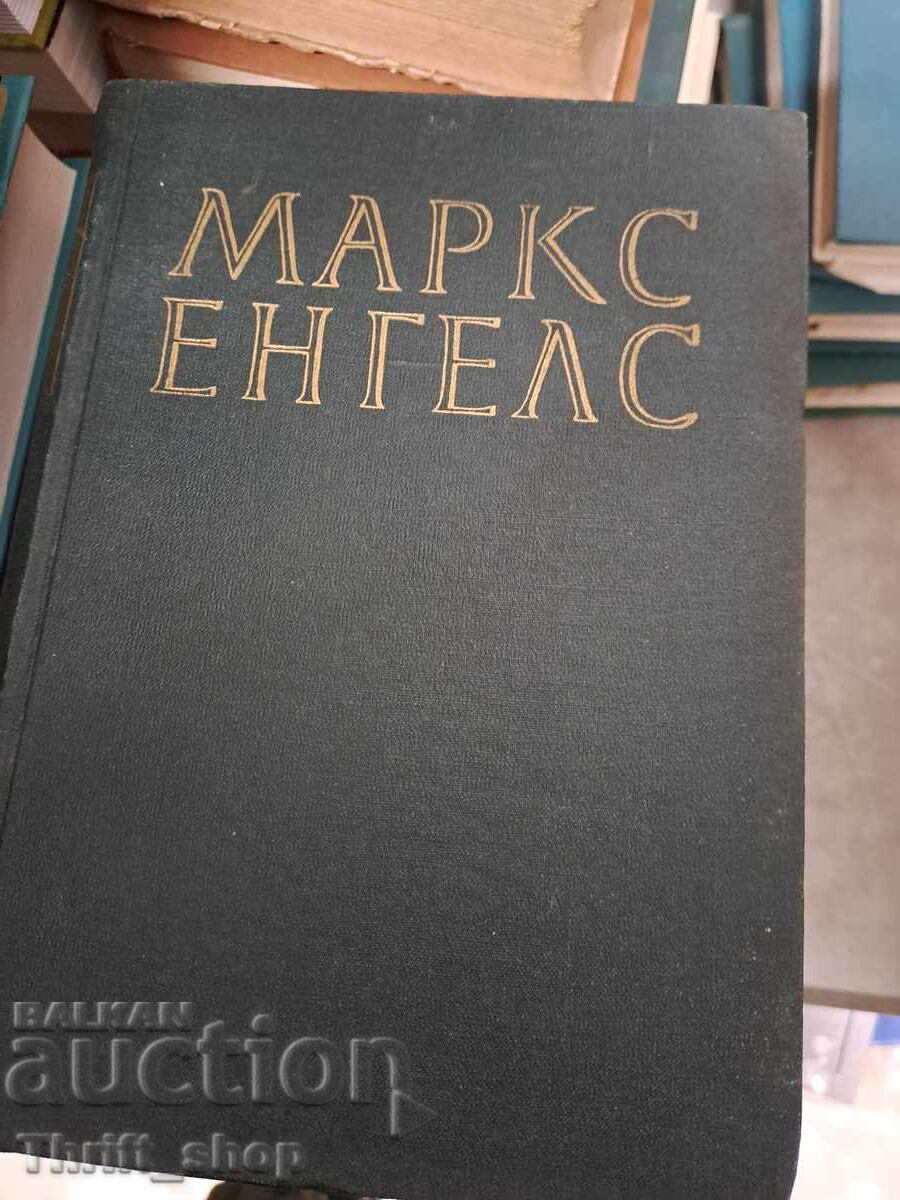 МАРКС
ЕНГЕЛС
BALKAN
auction
Thrift_shop